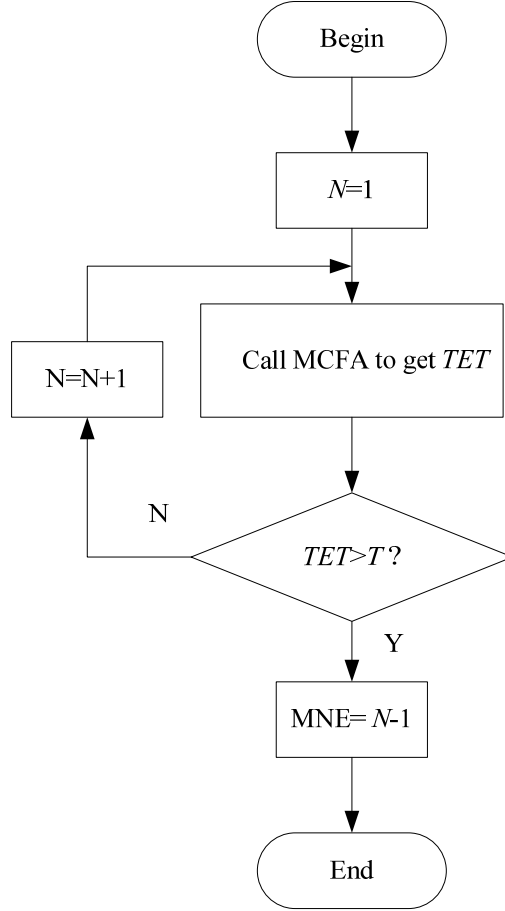 Begin
N=1
Call MCFA to get TET
N=N+1
N
TET>T ?
Y
MNE= N-1
End